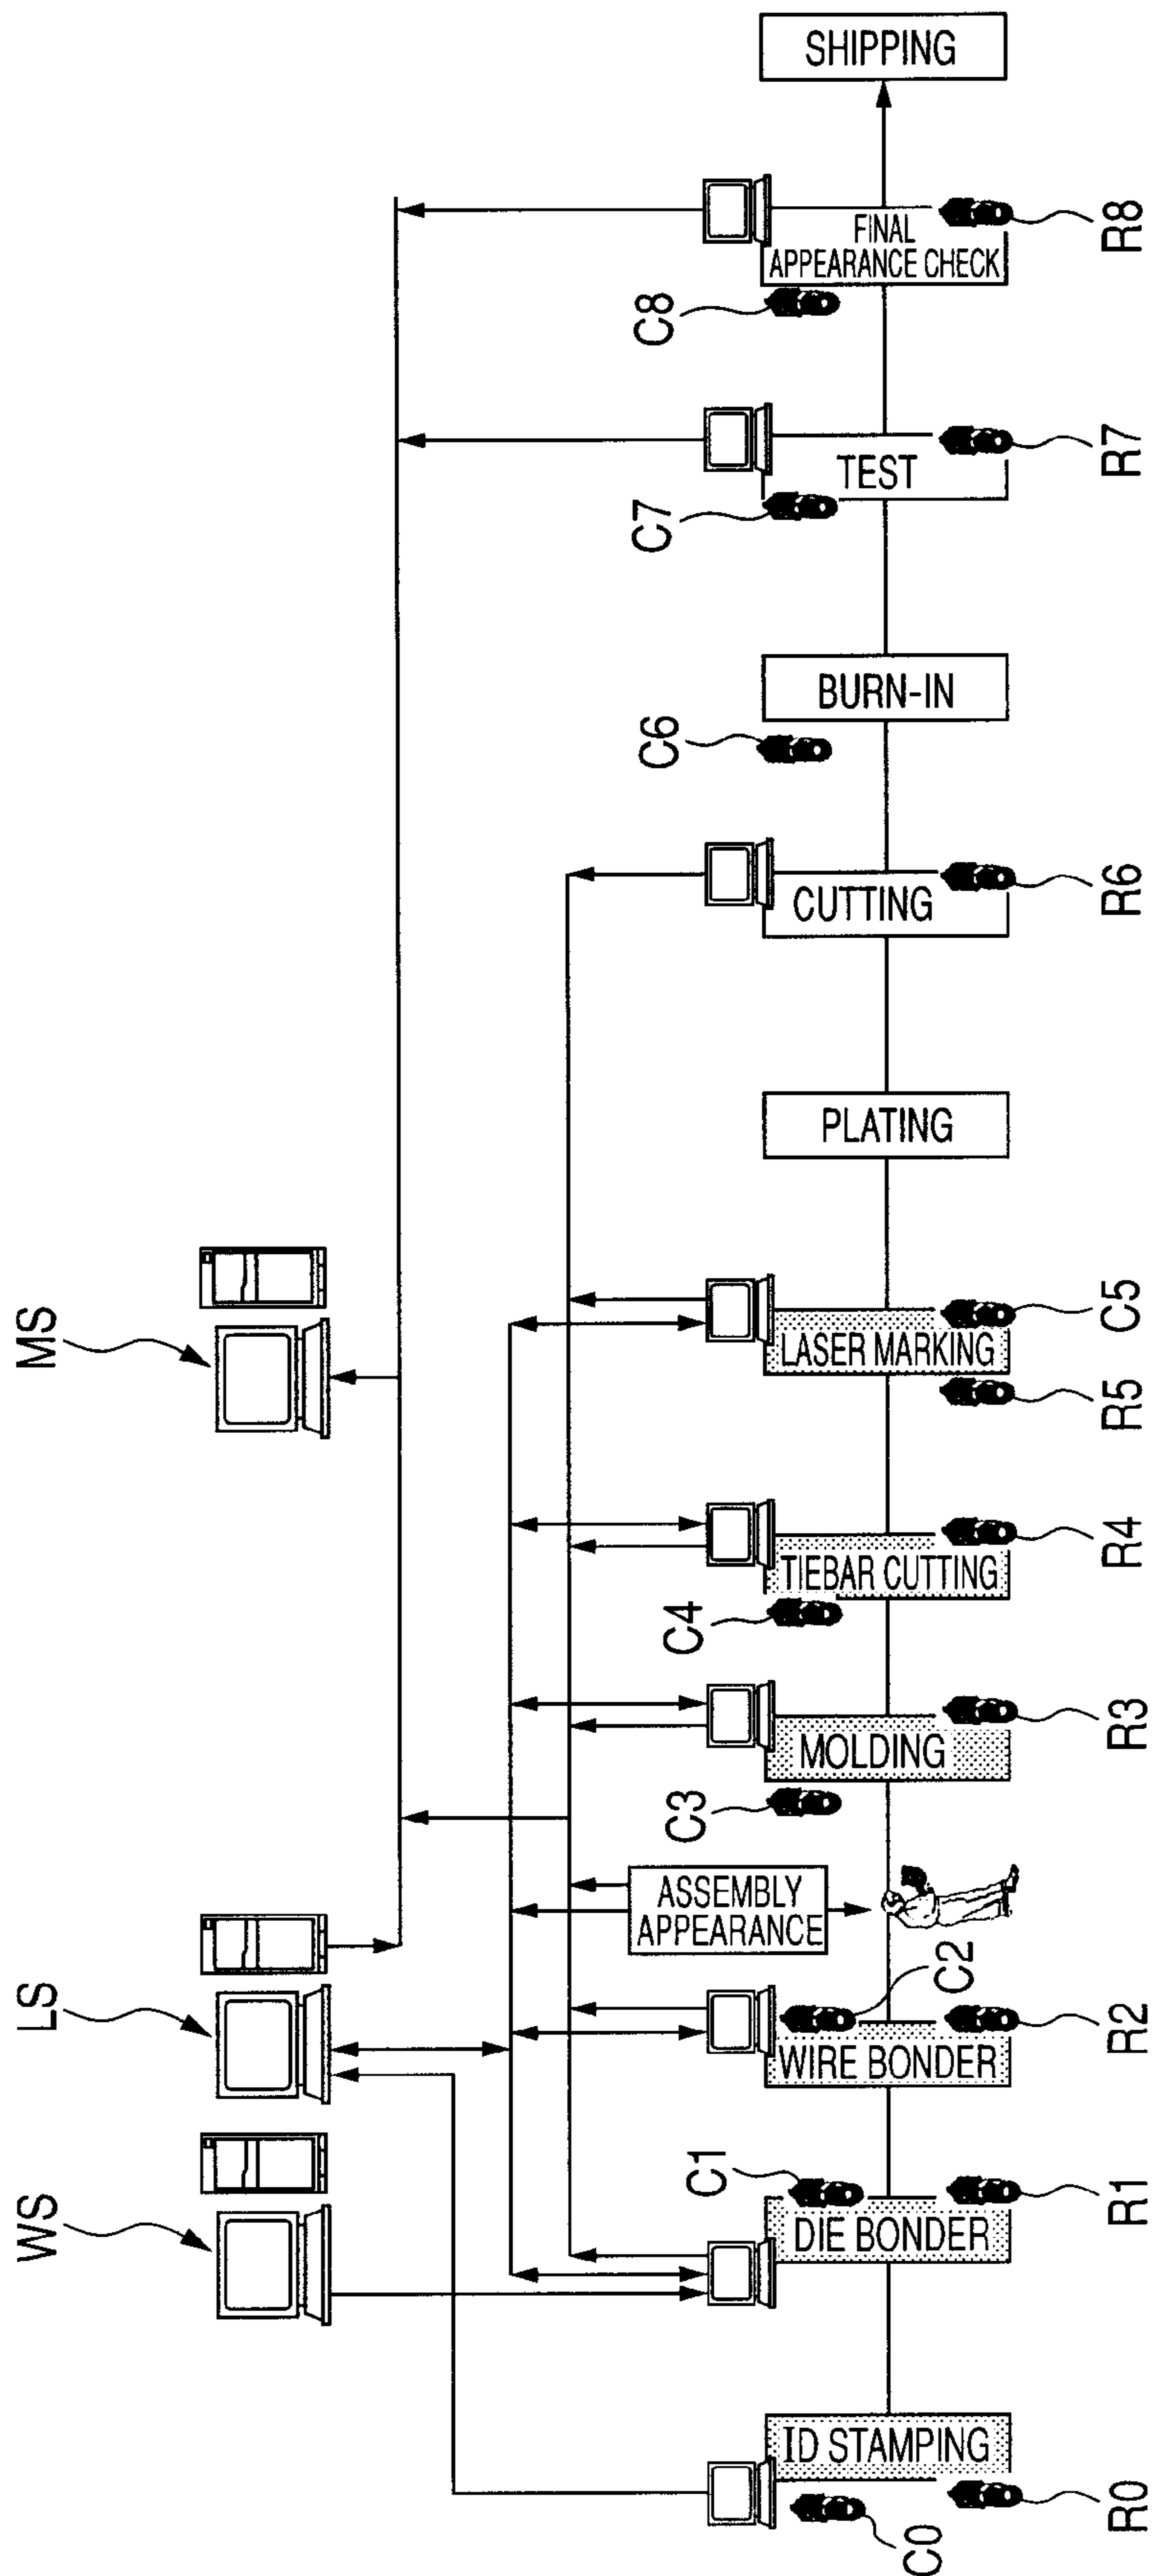 WS
LS
MS
ID STAMPING
DIE BONDER
WIRE BONDER
ASSEMBLY
APPEARANCE
MOLDING
TIEBAR CUTTING
LASER MARKING
PLATING
CUTTING
BURN-IN
TEST
FINAL
APPEARANCE CHECK
SHIPPING
C0
C1
C2
C3
C4
C5
C6
C7
C8
R0
R1
R2
R3
R4
R5
R6
R7
R8